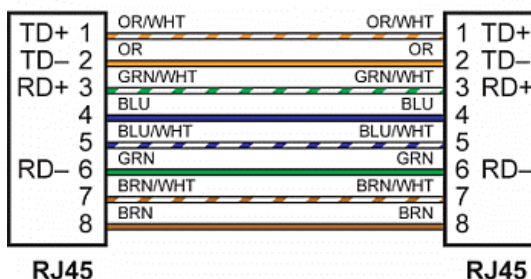 OR/WHT OR/WHT
TD+ 1 1 TD+
OR OR
TD– 2 2 TD–
GRN/WHT GRN/WHT
RD+ 3 3 RD+
BLU BLU
4 4
BLU/WHT BLU/WHT
5 5
GRN GRN
RD– 6 6 RD–
BRN/WHT BRN/WHT
7 7
BRN BRN
8 8
RJ45 RJ45